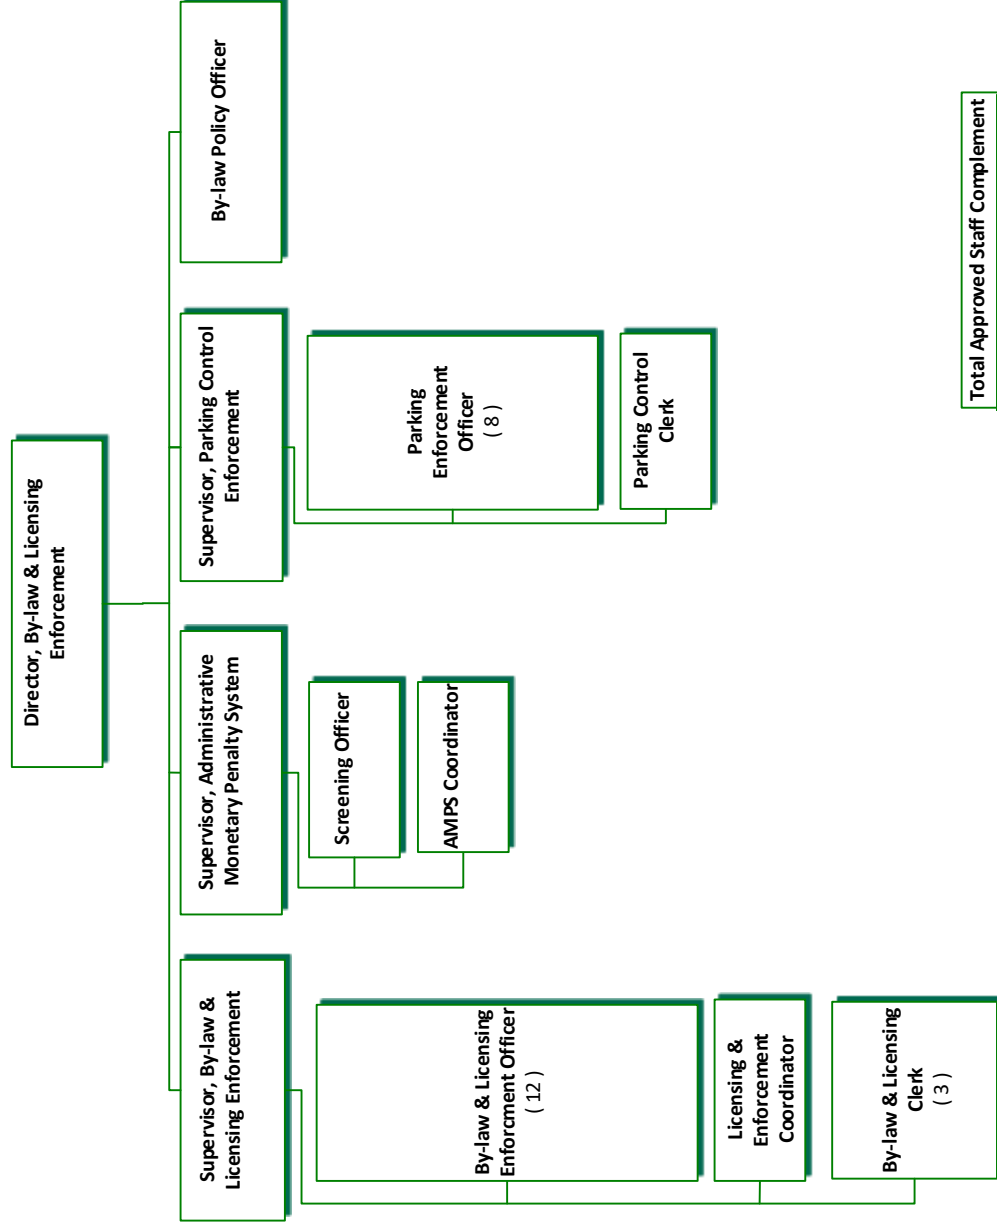 Director, By-law & Licensing
Enforcement
Supervisor, By-law &
Licensing Enforcement
Supervisor, Administrative
Monetary Penalty System
Supervisor, Parking Control
Enforcement
By-law Policy Officer
By-law & Licensing
Enforcment Officer
( 12 )
Licensing &
Enforcement
Coordinator
By-law & Licensing
Clerk
( 3 )
Screening Officer
AMPS Coordinator
Parking
Enforcement
Officer
( 8 )
Parking Control
Clerk
Total Approved Staff Complement